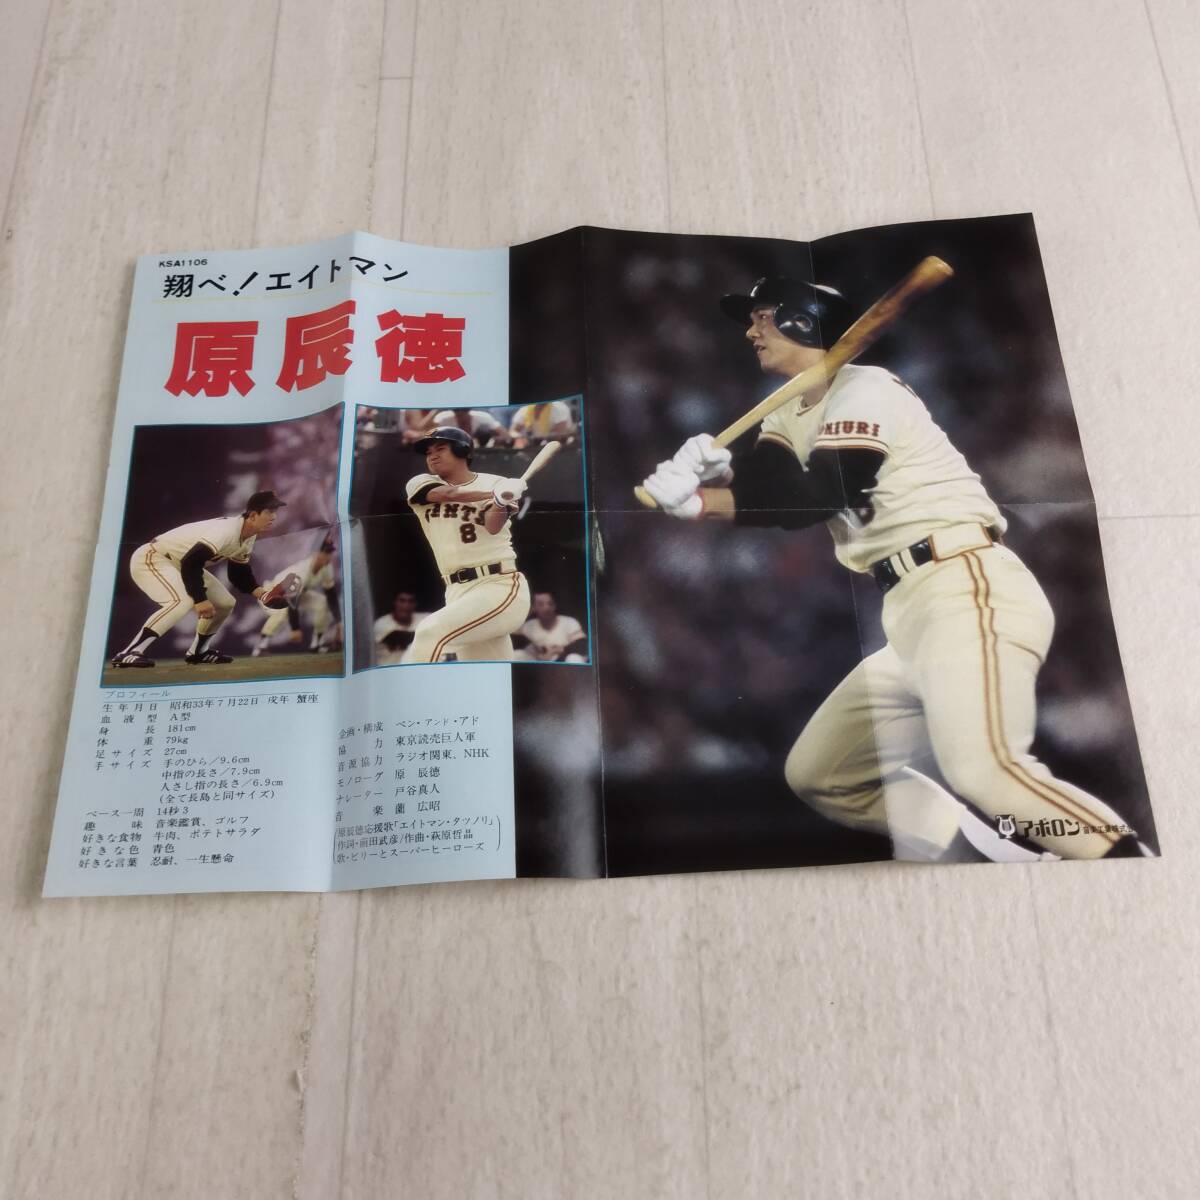 KSA1106
翔べ!エイトマン
原辰徳
GIANTS
8
プロフィール
生年月日 昭和33年7月22日 戌年 蟹座
血液型 A型
身長 181cm
体重 79kg
足サイズ 27cm
手サイズ 手のひら/9.6cm
中指の長さ/7.9cm
人さし指の長さ/6.9cm
(全て長島と同サイズ)
ベース一周 14秒3
趣味 音楽鑑賞、ゴルフ
好きな食物 牛肉、ポテトサラダ
好きな色 青色
好きな言葉 忍耐、一生懸命
企画・構成 ペン・アンド・アド
協力 東京読売巨人軍
音源協力 ラジオ関東、NHK
モノローグ 原辰徳
ナレーター 戸谷真人
音楽 薗広昭
(原辰徳応援歌「エイトマン・タツノリ」
作詞・前田武彦/作曲・萩原哲晶
歌・ビリーとスーパーヒーローズ)
OMIURI
アポロン音楽工業株式会